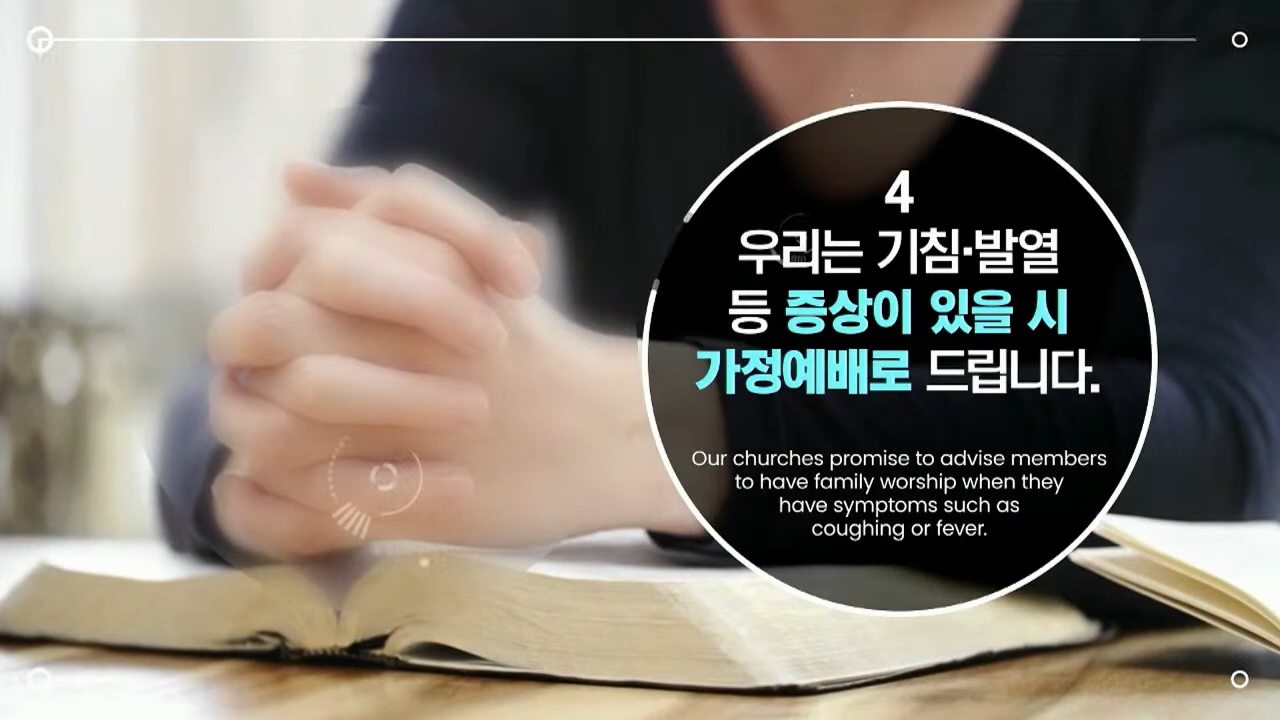 4
우리는 기침·발열
등 증상이 있을 시
가정예배로 드립니다.
Our churches promise to advise members
to have family worship when they
have symptoms such as
coughing or fever.